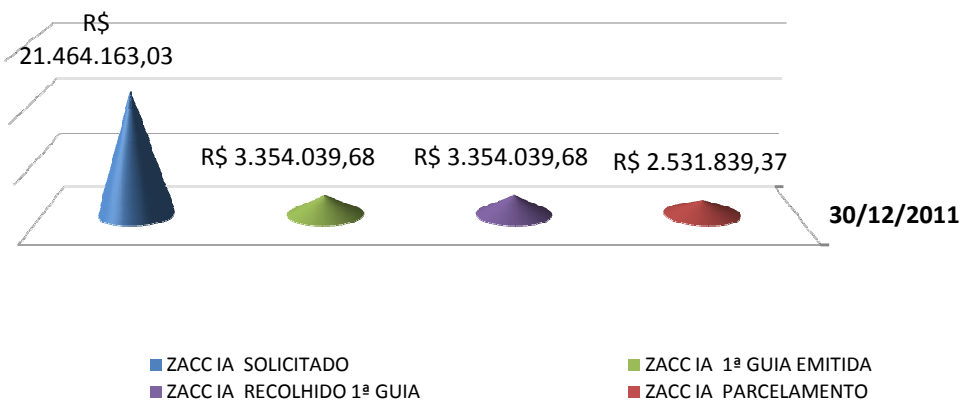 R$
21.464.163,03
R$ 3.354.039,68 R$ 3.354.039,68 R$ 2.531.839,37
30/12/2011
ZACC IA SOLICITADO ZACC IA 1ª GUIA EMITIDA
ZACC IA RECOLHIDO 1ª GUIA ZACC IA PARCELAMENTO